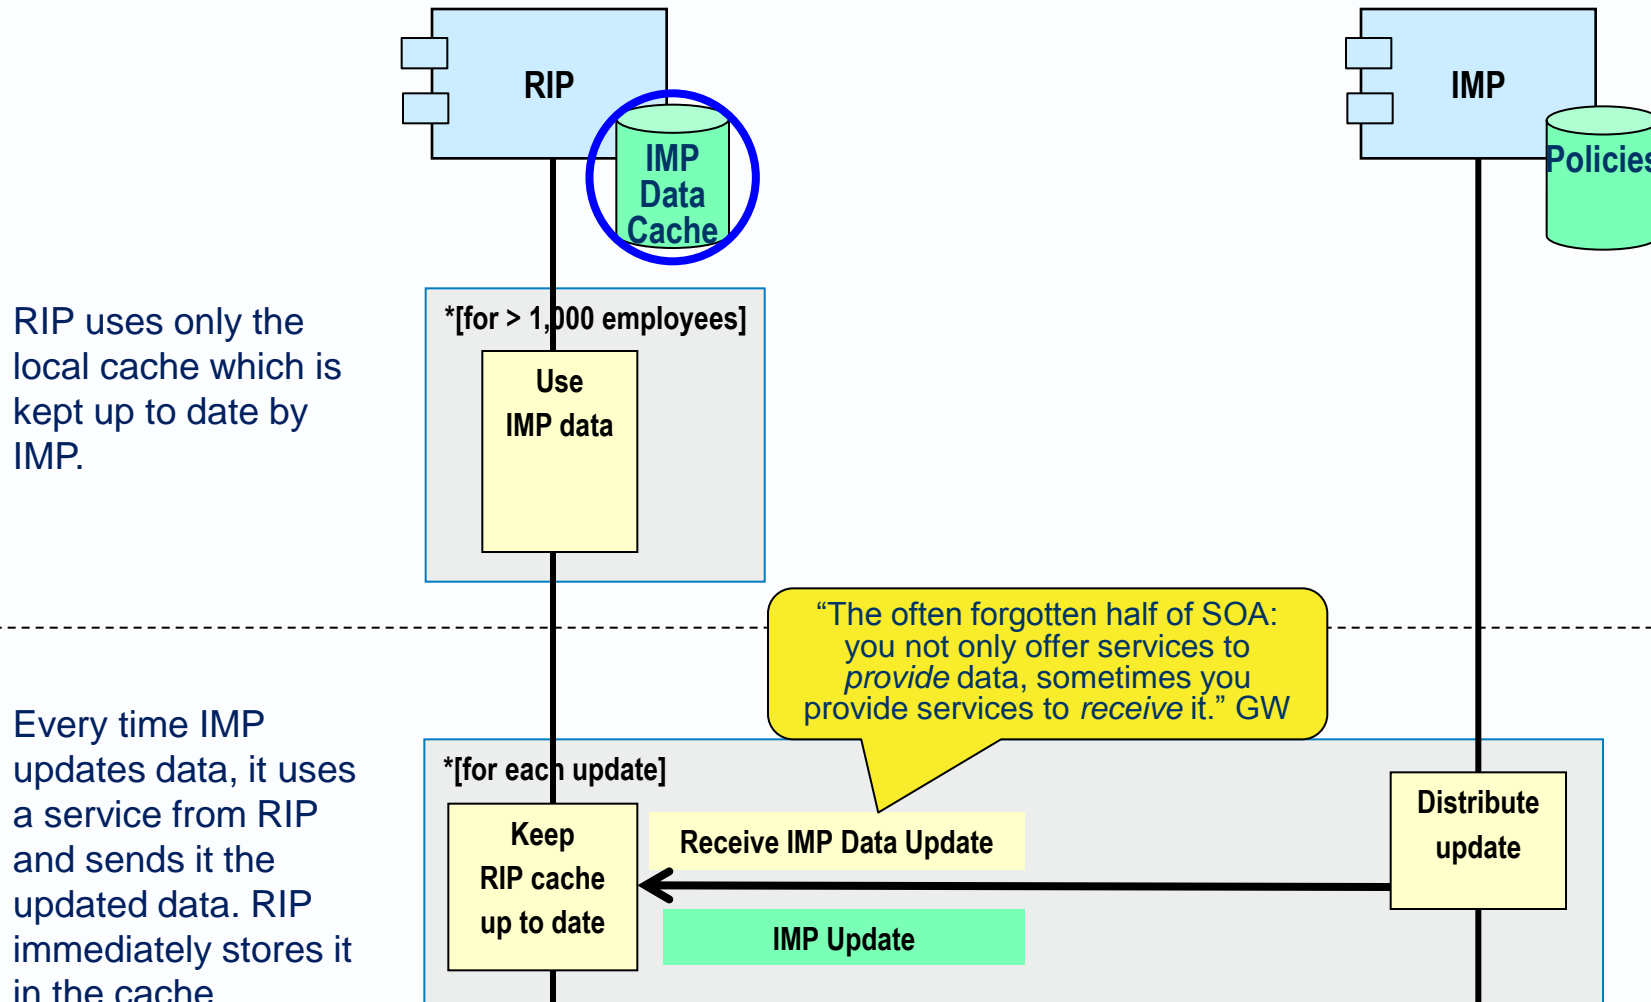 RIP
IMP
Data
Cache
IMP
Policies
RIP uses only the
local cache which is
kept up to date by
IMP.
*[for > 1,000 employees]
Use
IMP data
“The often forgotten half of SOA:
you not only offer services to
provide data, sometimes you
provide services to receive it.” GW
Every time IMP
updates data, it uses
a service from RIP
and sends it the
updated data. RIP
immediately stores it
in the cache
*[for each update]
Keep
RIP cache
up to date
Receive IMP Data Update
IMP Update
Distribute
update